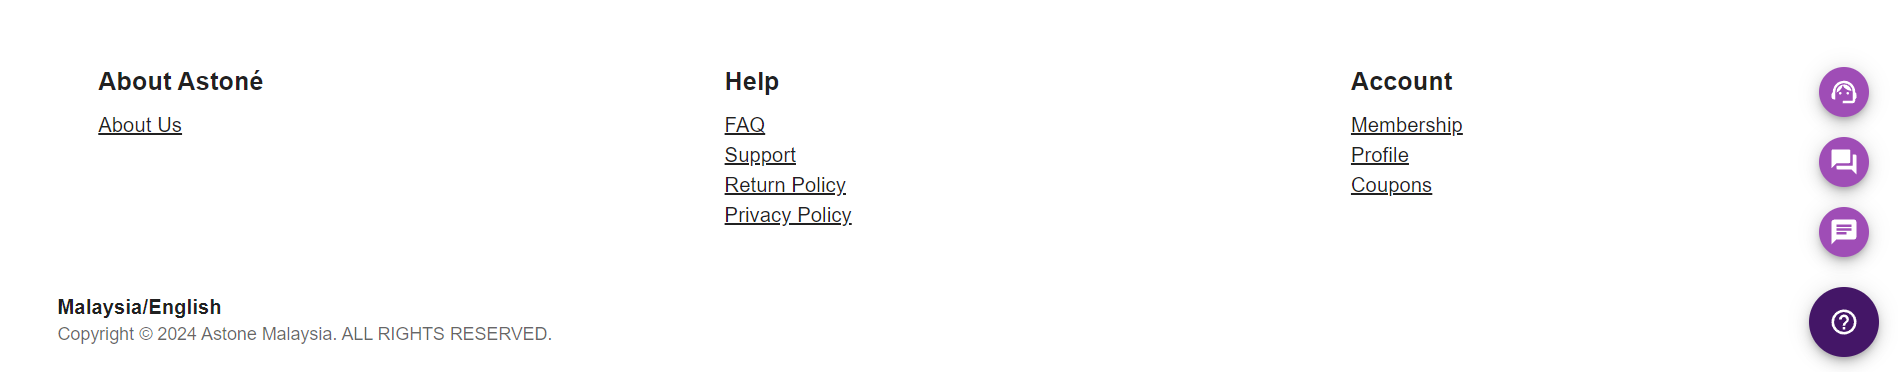 About Astoné
About Us
Help
FAQ
Support
Return Policy
Privacy Policy
Account
Membership
Profile
Coupons
Malaysia/English
Copyright © 2024 Astone Malaysia. ALL RIGHTS RESERVED.